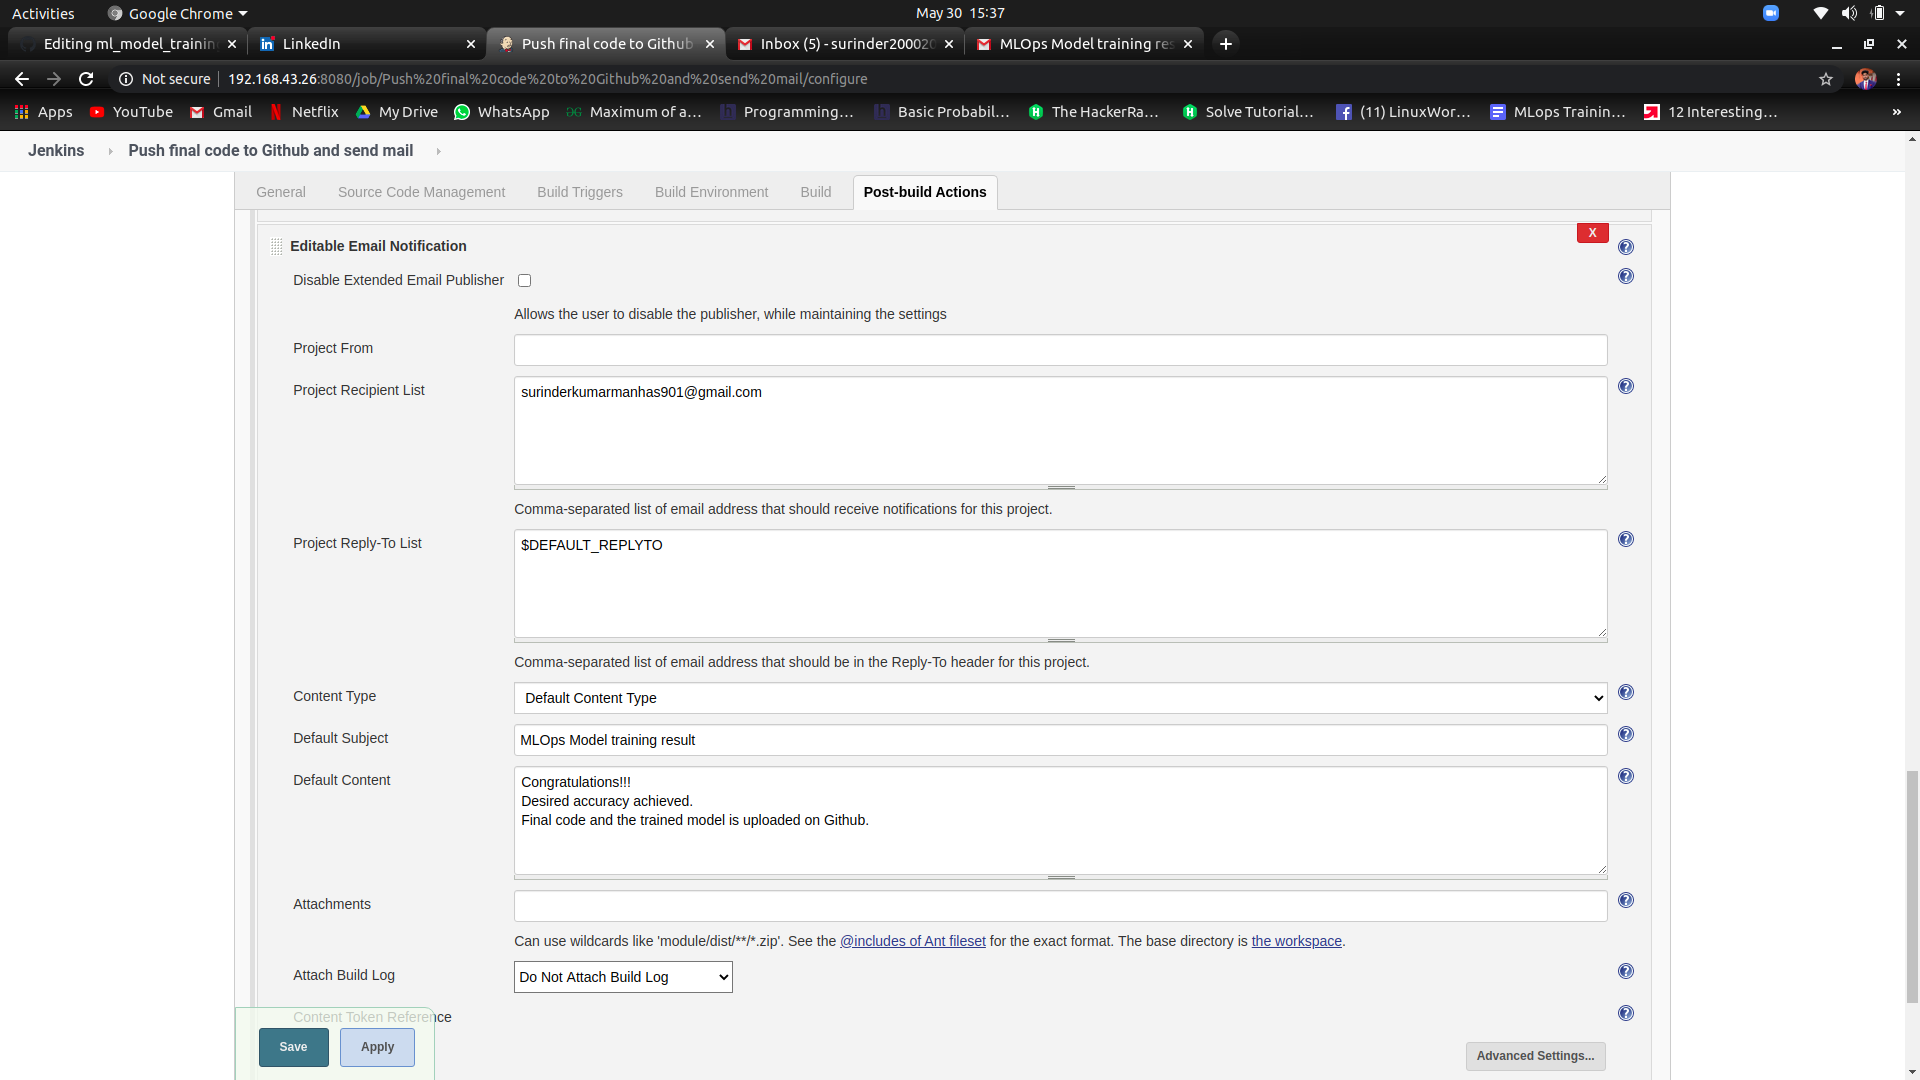 Activities
Google Chrome
May 30 15:37
Editing ml_model_training
LinkedIn
Push final code to Github
Inbox (5) - surinder20002
MLOps Model training res
Not secure
192.168.43.26:8080/job/Push%20final%20code%20to%20Github%20and%20send%20mail/configure
Apps
YouTube
Gmail
Netflix
My Drive
WhatsApp
Maximum of a...
Programming...
Basic Probabil...
The HackerRa...
Solve Tutorial...
(11) LinuxWor...
MLops Trainin...
12 Interesting...
»
Jenkins
Push final code to Github and send mail
General
Source Code Management
Build Triggers
Build Environment
Build
Post-build Actions
X
Editable Email Notification
Disable Extended Email Publisher
Allows the user to disable the publisher, while maintaining the settings
Project From
Project Recipient List
surinderkumarmanhas901@gmail.com
Comma-separated list of email address that should receive notifications for this project.
Project Reply-To List
$DEFAULT_REPLYTO
Comma-separated list of email address that should be in the Reply-To header for this project.
Content Type
Default Content Type
Default Subject
MLOps Model training result
Default Content
Congratulations!!!
Desired accuracy achieved.
Final code and the trained model is uploaded on Github.
Attachments
Can use wildcards like 'module/dist/**/*.zip'. See the @includes of Ant fileset for the exact format. The base directory is the workspace.
Attach Build Log
Do Not Attach Build Log
Content Token Reference
Save
Apply
Advanced Settings...